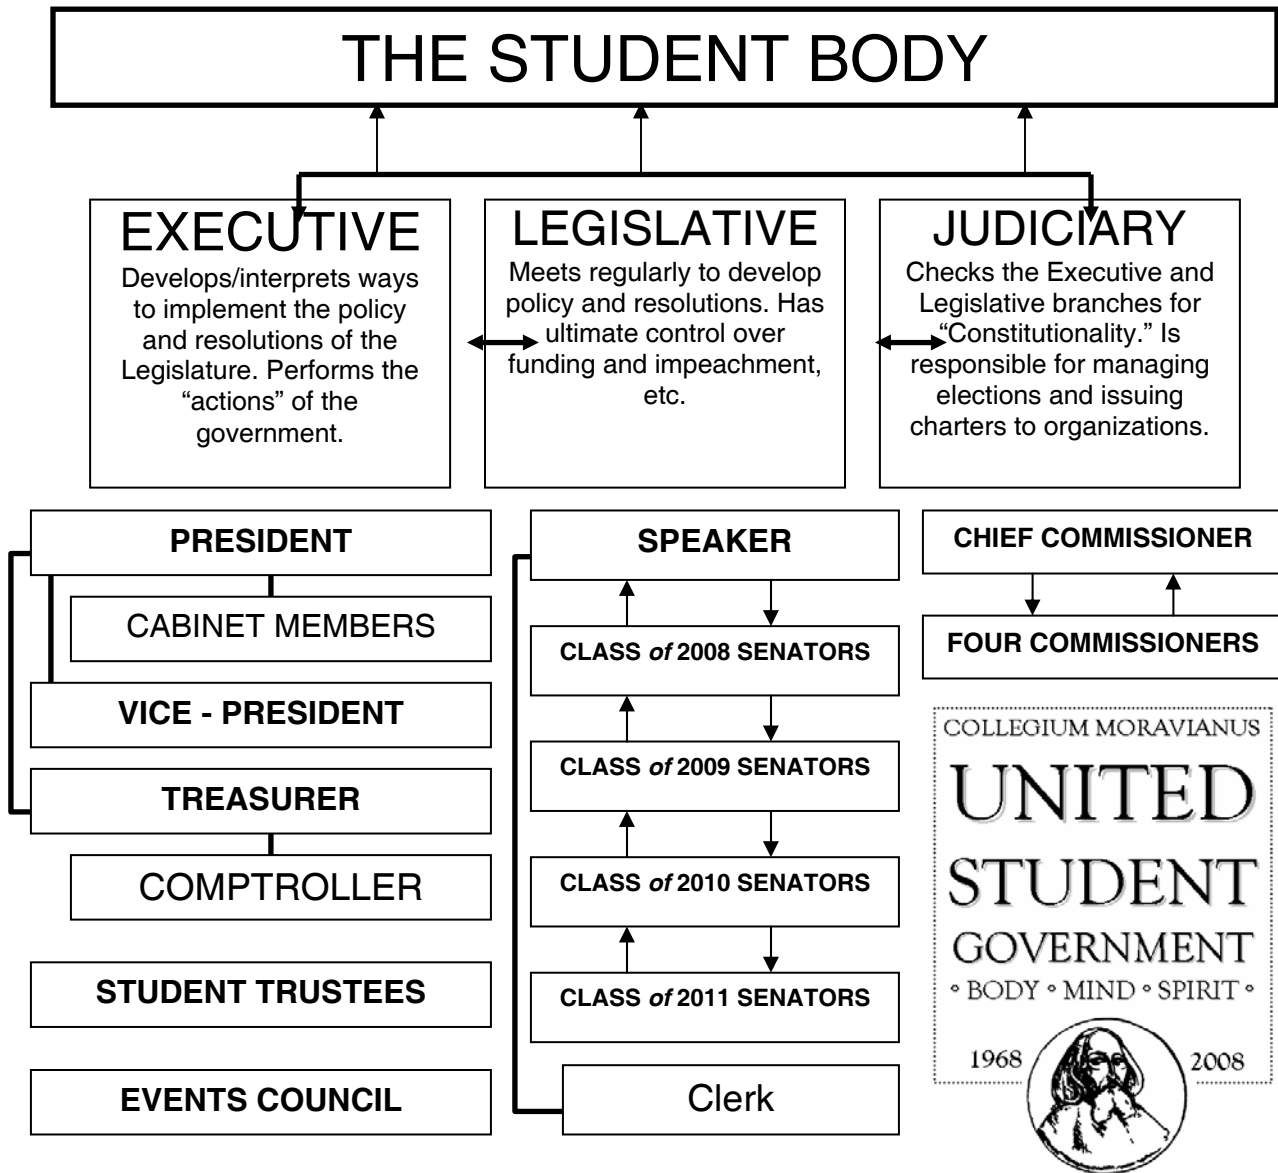 THE STUDENT BODY
EXECUTIVE
Develops/interprets ways
to implement the policy
and resolutions of the
Legislature. Performs the
“actions” of the
government.
LEGISLATIVE
Meets regularly to develop
policy and resolutions. Has
ultimate control over
funding and impeachment,
etc.
JUDICIARY
Checks the Executive and
Legislative branches for
“Constitutionality.” Is
responsible for managing
elections and issuing
charters to organizations.
PRESIDENT
CABINET MEMBERS
VICE - PRESIDENT
TREASURER
COMPTROLLER
STUDENT TRUSTEES
EVENTS COUNCIL
SPEAKER
CLASS of 2008 SENATORS
CLASS of 2009 SENATORS
CLASS of 2010 SENATORS
CLASS of 2011 SENATORS
Clerk
CHIEF COMMISSIONER
FOUR COMMISSIONERS
COLLEGIUM MORAVIANUS
UNITED
STUDENT
GOVERNMENT
° BODY ° MIND ° SPIRIT °
1968 2008